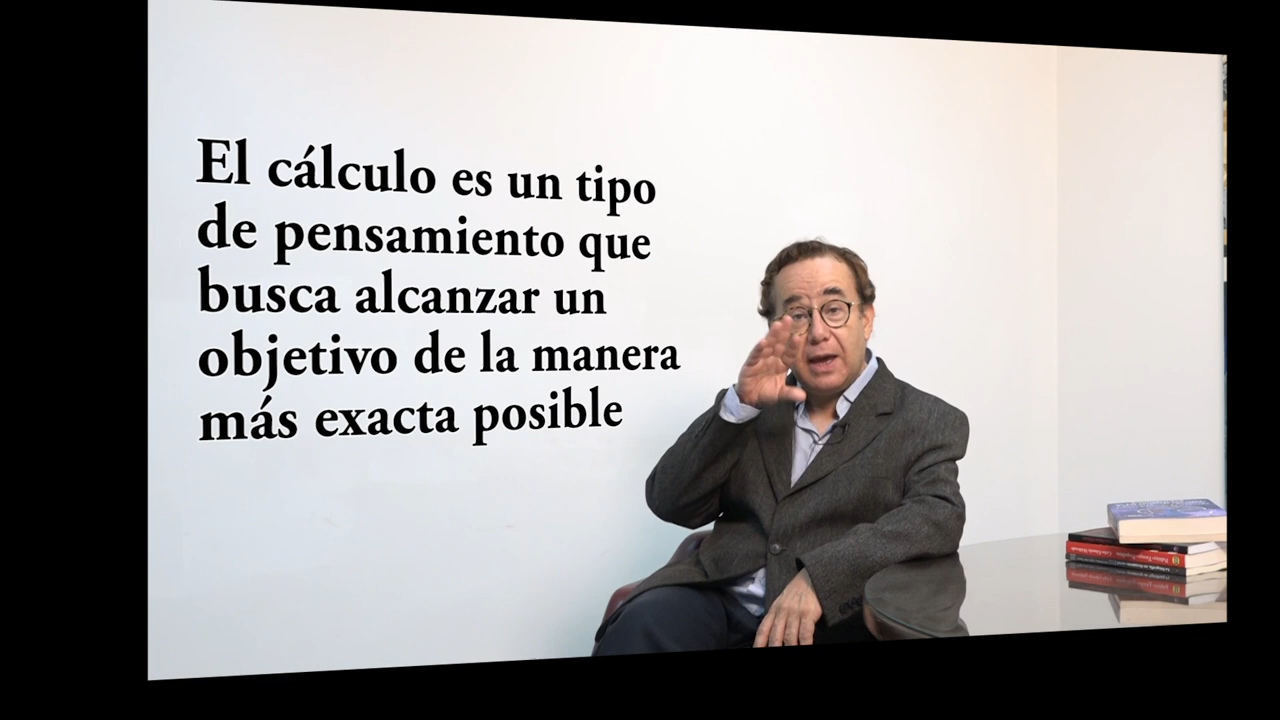 El cálculo es un tipo
de pensamiento que
busca alcanzar un
objetivo de la manera
más exacta posible